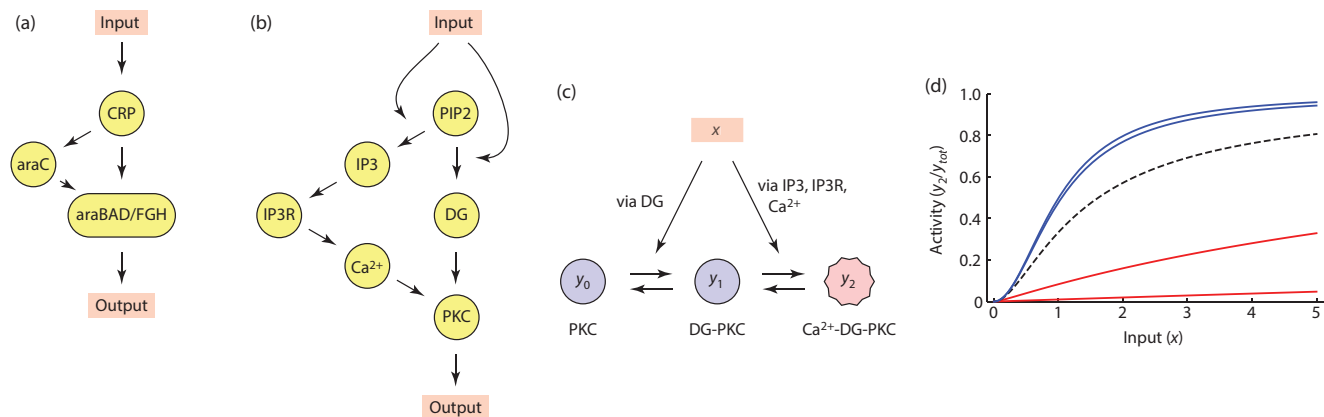 (a)
Input
CRP
araC
araBAD/FGH
Output
(b)
Input
PIP2
IP3
IP3R
DG
Ca²⁺
PKC
Output
(c)
x
via DG
via IP3, IP3R,
Ca²⁺
y₀
y₁
y₂
PKC
DG-PKC
Ca²⁺-DG-PKC
(d)
Activity (y₂/y_tot)
1.0
0.8
0.6
0.4
0.2
0
0 1 2 3 4 5
Input (x)